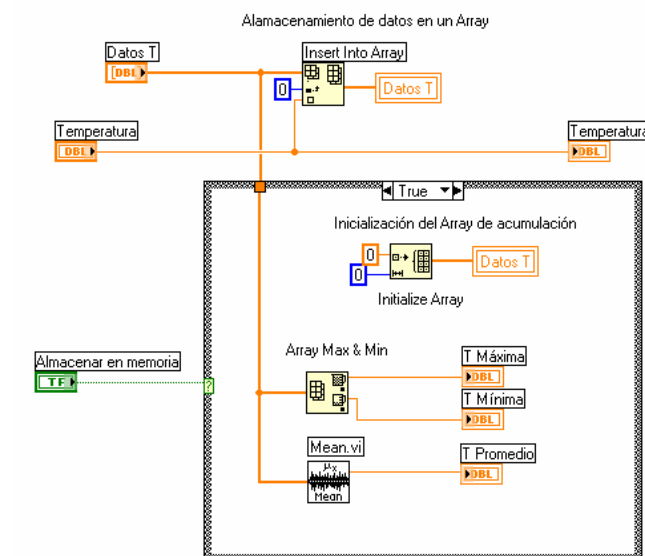 Alamacenamiento de datos en un Array
Datos T
Insert Into Array
[DBL]
0
Datos T
Temperatura
Temperatura
DBL
DBL
True
Inicialización del Array de acumulación
0
0
Datos T
Initialize Array
Almacenar en memoria
Array Max & Min
T Máxima
TF
?
DBL
T Mínima
DBL
Mean.vi
T Promedio
μx
DBL
Mean